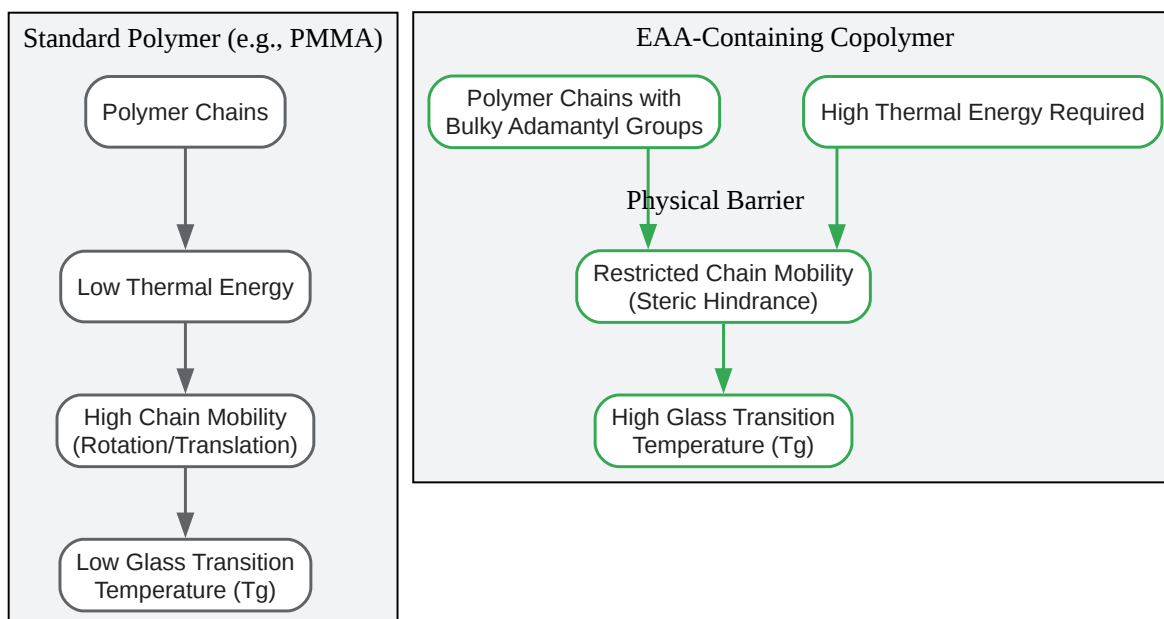 Standard Polymer (e.g., PMMA)
Polymer Chains
Low Thermal Energy
High Chain Mobility
(Rotation/Translation)
Low Glass Transition
Temperature (Tg)
EAA-Containing Copolymer
Polymer Chains with
Bulky Adamantyl Groups
High Thermal Energy Required
Physical Barrier
Restricted Chain Mobility
(Steric Hindrance)
High Glass Transition
Temperature (Tg)